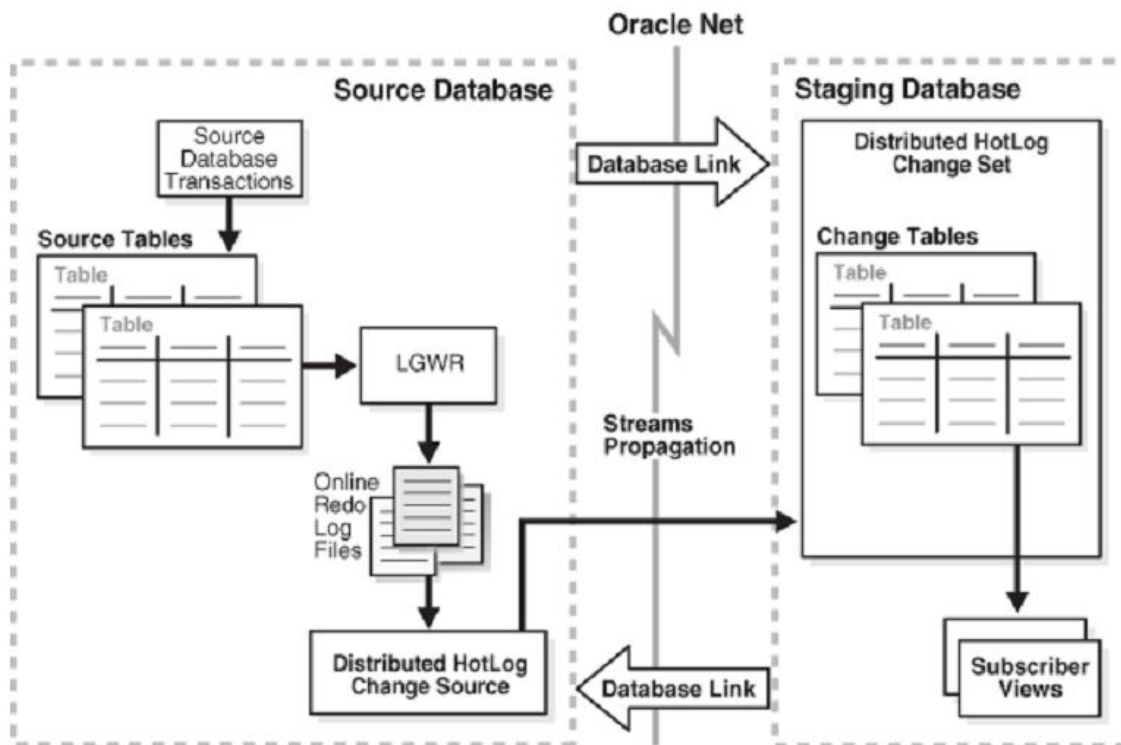 Oracle Net
Source Database
Source
Database
Transactions
Source Tables
Table
Table
LGWR
Online
Redo
Log
Files
Distributed HotLog
Change Source
Database Link
Streams
Propagation
Database Link
Staging Database
Distributed HotLog
Change Set
Change Tables
Table
Table
Subscriber
Views